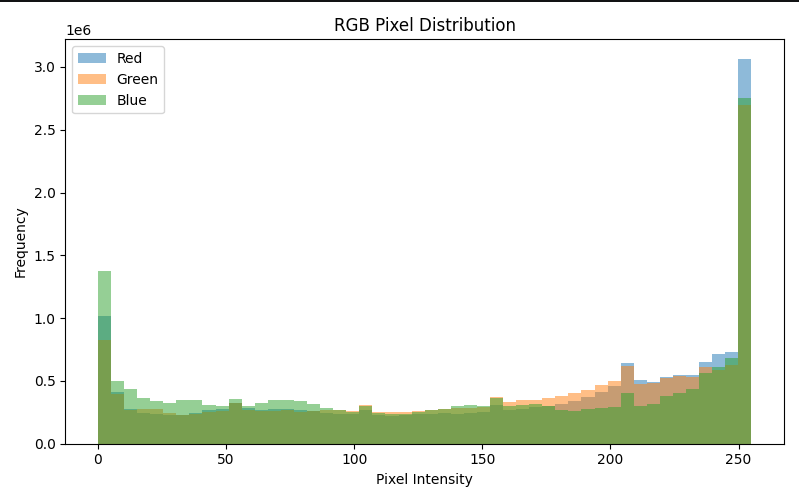 RGB Pixel Distribution
1e6
Red
Green
Blue
3.0
2.5
2.0
1.5
1.0
0.5
0.0
Frequency
0 50 100 150 200 250
Pixel Intensity